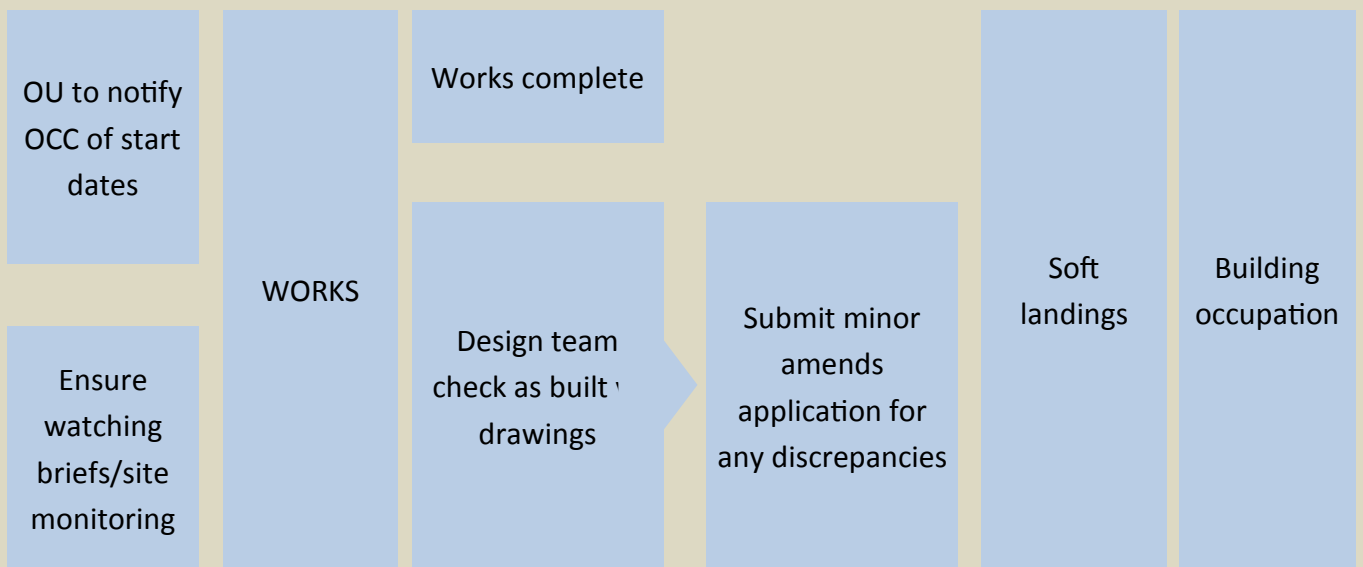 OU to notify
OCC of start
dates
Ensure
watching
briefs/site
monitoring
WORKS
Works complete
Design team
check as built
drawings
Submit minor
amends
application for
any discrepancies
Soft
landings
Building
occupation